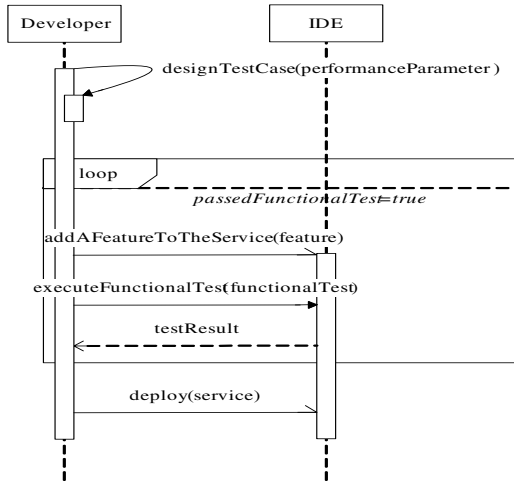 Developer
IDE
designTestCase(performanceParameter)
loop
passedFunctionalTest=true
addAFeatureToTheService(feature)
executeFunctionalTest(functionalTest)
testResult
deploy(service)